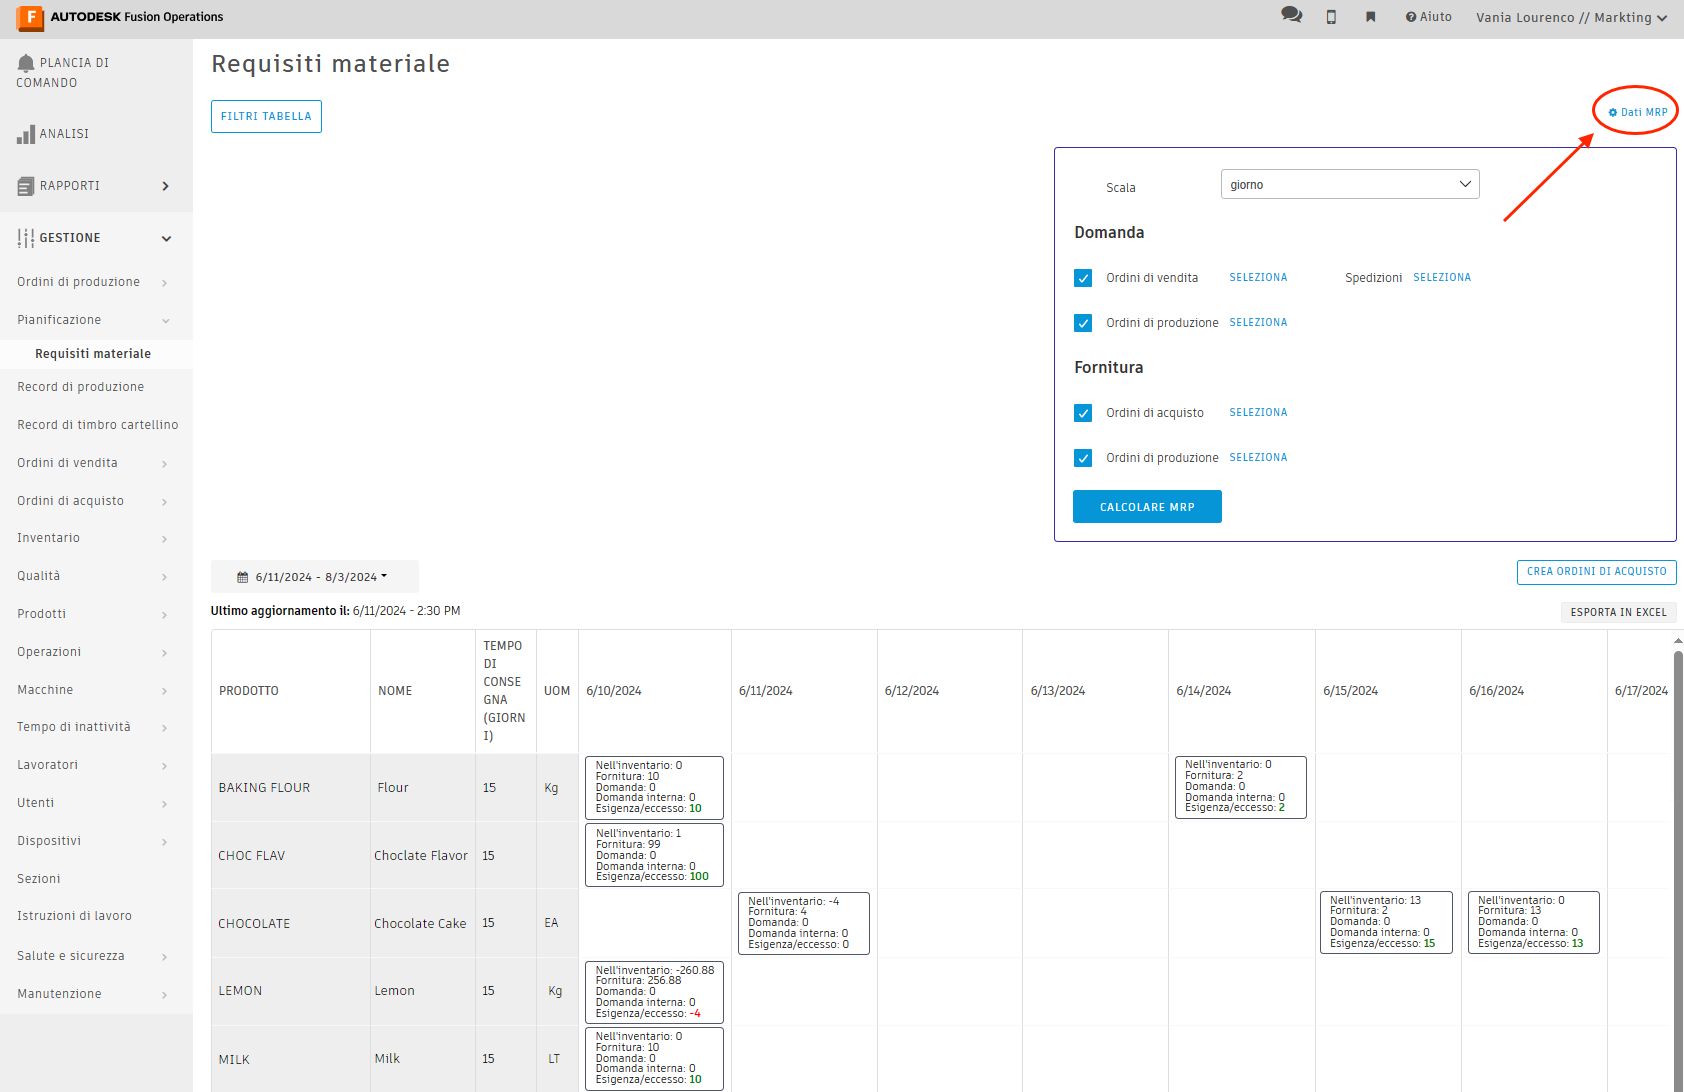 AUTODESK Fusion Operations
Aiuto
Vania Lourenco // Markting
PLANCIA DI
COMANDO
ANALISI
RAPPORTI
GESTIONE
Ordini di produzione
Pianificazione
Requisiti materiale
Record di produzione
Record di timbro cartellino
Ordini di vendita
Ordini di acquisto
Inventario
Qualità
Prodotti
Operazioni
Macchine
Tempo di inattività
Lavoratori
Utenti
Dispositivi
Sezioni
Istruzioni di lavoro
Salute e sicurezza
Manutenzione
Requisiti materiale
FILTRI TABELLA
Dati MRP
Scala giorno
Domanda
Ordini di vendita SELEZIONA Spedizioni SELEZIONA
Ordini di produzione SELEZIONA
Fornitura
Ordini di acquisto SELEZIONA
Ordini di produzione SELEZIONA
CALCOLARE MRP
6/11/2024 - 8/3/2024
CREA ORDINI DI ACQUISTO
Ultimo aggiornamento il: 6/11/2024 - 2:30 PM
ESPORTA IN EXCEL
PRODOTTO
NOME
TEMPO
DI
CONSE
GNA
(GIORN
I)
UOM
6/10/2024
6/11/2024
6/12/2024
6/13/2024
6/14/2024
6/15/2024
6/16/2024
6/17/2024
BAKING FLOUR
Flour
15
Kg
Nell'inventario: 0
Fornitura: 10
Domanda: 0
Domanda interna: 0
Esigenza/eccesso: 10
Nell'inventario: 0
Fornitura: 2
Domanda: 0
Domanda interna: 0
Esigenza/eccesso: 2
CHOC FLAV
Choclate Flavor
15
Nell'inventario: 1
Fornitura: 99
Domanda: 0
Domanda interna: 0
Esigenza/eccesso: 100
CHOCOLATE
Chocolate Cake
15
EA
Nell'inventario: -4
Fornitura: 4
Domanda: 0
Domanda interna: 0
Esigenza/eccesso: 0
Nell'inventario: 13
Fornitura: 2
Domanda: 0
Domanda interna: 0
Esigenza/eccesso: 15
Nell'inventario: 0
Fornitura: 13
Domanda: 0
Domanda interna: 0
Esigenza/eccesso: 13
LEMON
Lemon
15
Kg
Nell'inventario: -260.88
Fornitura: 256.88
Domanda: 0
Domanda interna: 0
Esigenza/eccesso: -4
MILK
Milk
15
LT
Nell'inventario: 0
Fornitura: 10
Domanda: 0
Domanda interna: 0
Esigenza/eccesso: 10